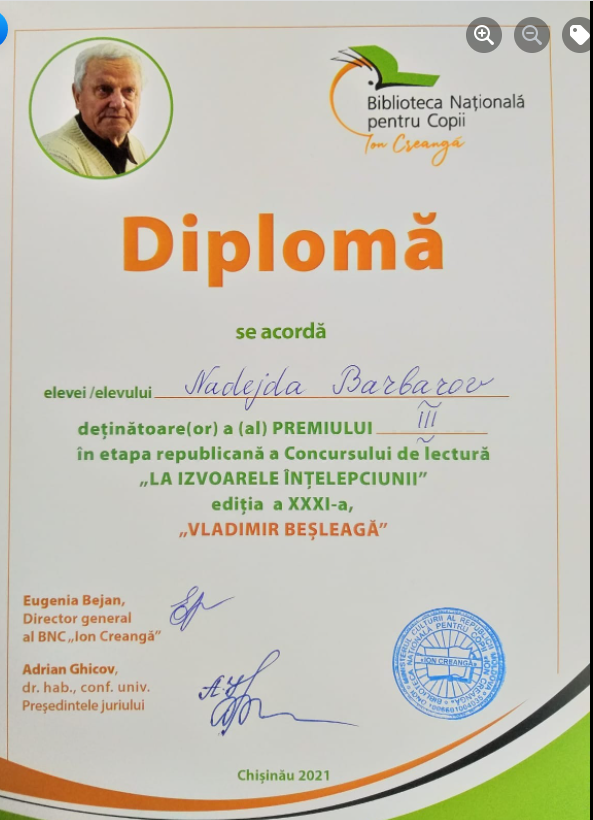 Biblioteca Națională
pentru Copii
Ion Creangă
Diplomă
se acordă
elevei /elevului Nadejda Barbarov
deținătoare(or) a (al) PREMIULUI III
în etapa republicană a Concursului de lectură
„LA IZVOARELE ÎNȚELEPCIUNII”
ediția a XXXI-a,
„VLADIMIR BEȘLEAGĂ”
Eugenia Bejan,
Director general
al BNC „Ion Creangă”
Adrian Ghicov,
dr. hab., conf. univ.
Președintele juriului
MINISTERUL CULTURII AL REPUBLICII MOLDOVA
BIBLIOTECA NAȚIONALĂ PENTRU COPII "ION CREANGĂ"
«ION CREANGĂ»
Chișinău 2021